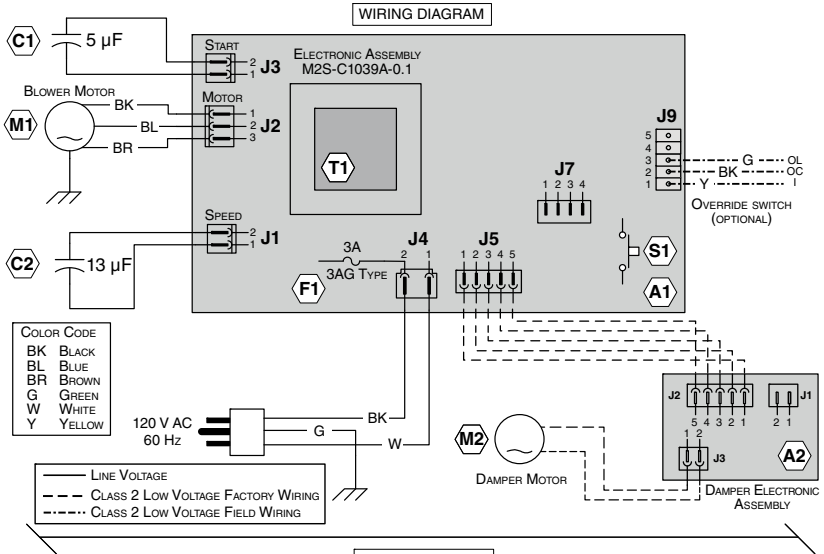 WIRING DIAGRAM
C1
5 µF
START
2
1
J3
ELECTRONIC ASSEMBLY
M2S-C1039A-0.1
BLOWER MOTOR
M1
BK
BL
BR
MOTOR
1
2
3
J2
T1
J9
5
4
3
2
1
G
BK
Y
OL
OC
I
OVERRIDE SWITCH
(OPTIONAL)
J7
1 2 3 4
SPEED
2
1
J1
C2
13 µF
3A
3AG TYPE
F1
J4
2 1
J5
1 2 3 4 5
S1
A1
COLOR CODE
BK BLACK
BL BLUE
BR BROWN
G GREEN
W WHITE
Y YELLOW
120 V AC
60 HZ
BK
G
W
M2
DAMPER MOTOR
J2
5 4 3 2 1
J1
2 1
1 2
J3
A2
DAMPER ELECTRONIC
ASSEMBLY
LINE VOLTAGE
CLASS 2 LOW VOLTAGE FACTORY WIRING
CLASS 2 LOW VOLTAGE FIELD WIRING